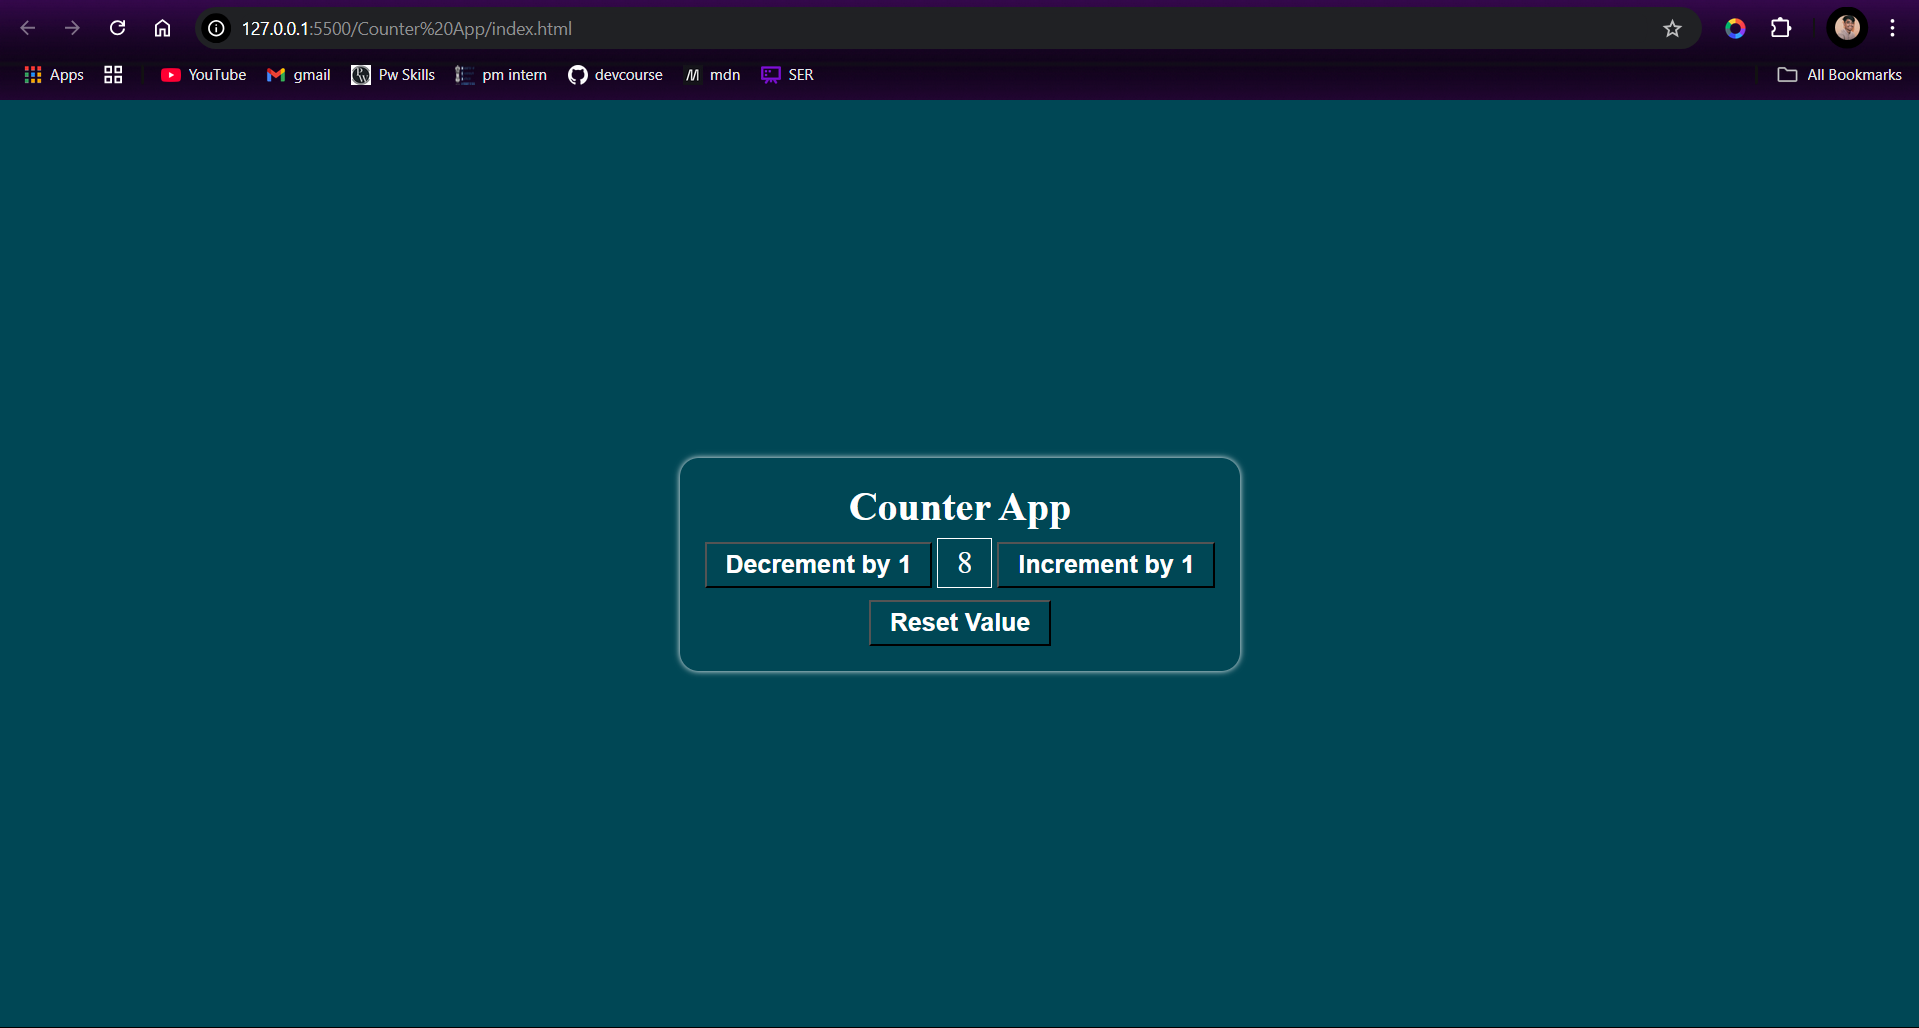 127.0.0.1:5500/Counter%20App/index.html
Apps YouTube gmail Pw Skills pm intern devcourse mdn SER All Bookmarks
Counter App
Decrement by 1 8 Increment by 1
Reset Value